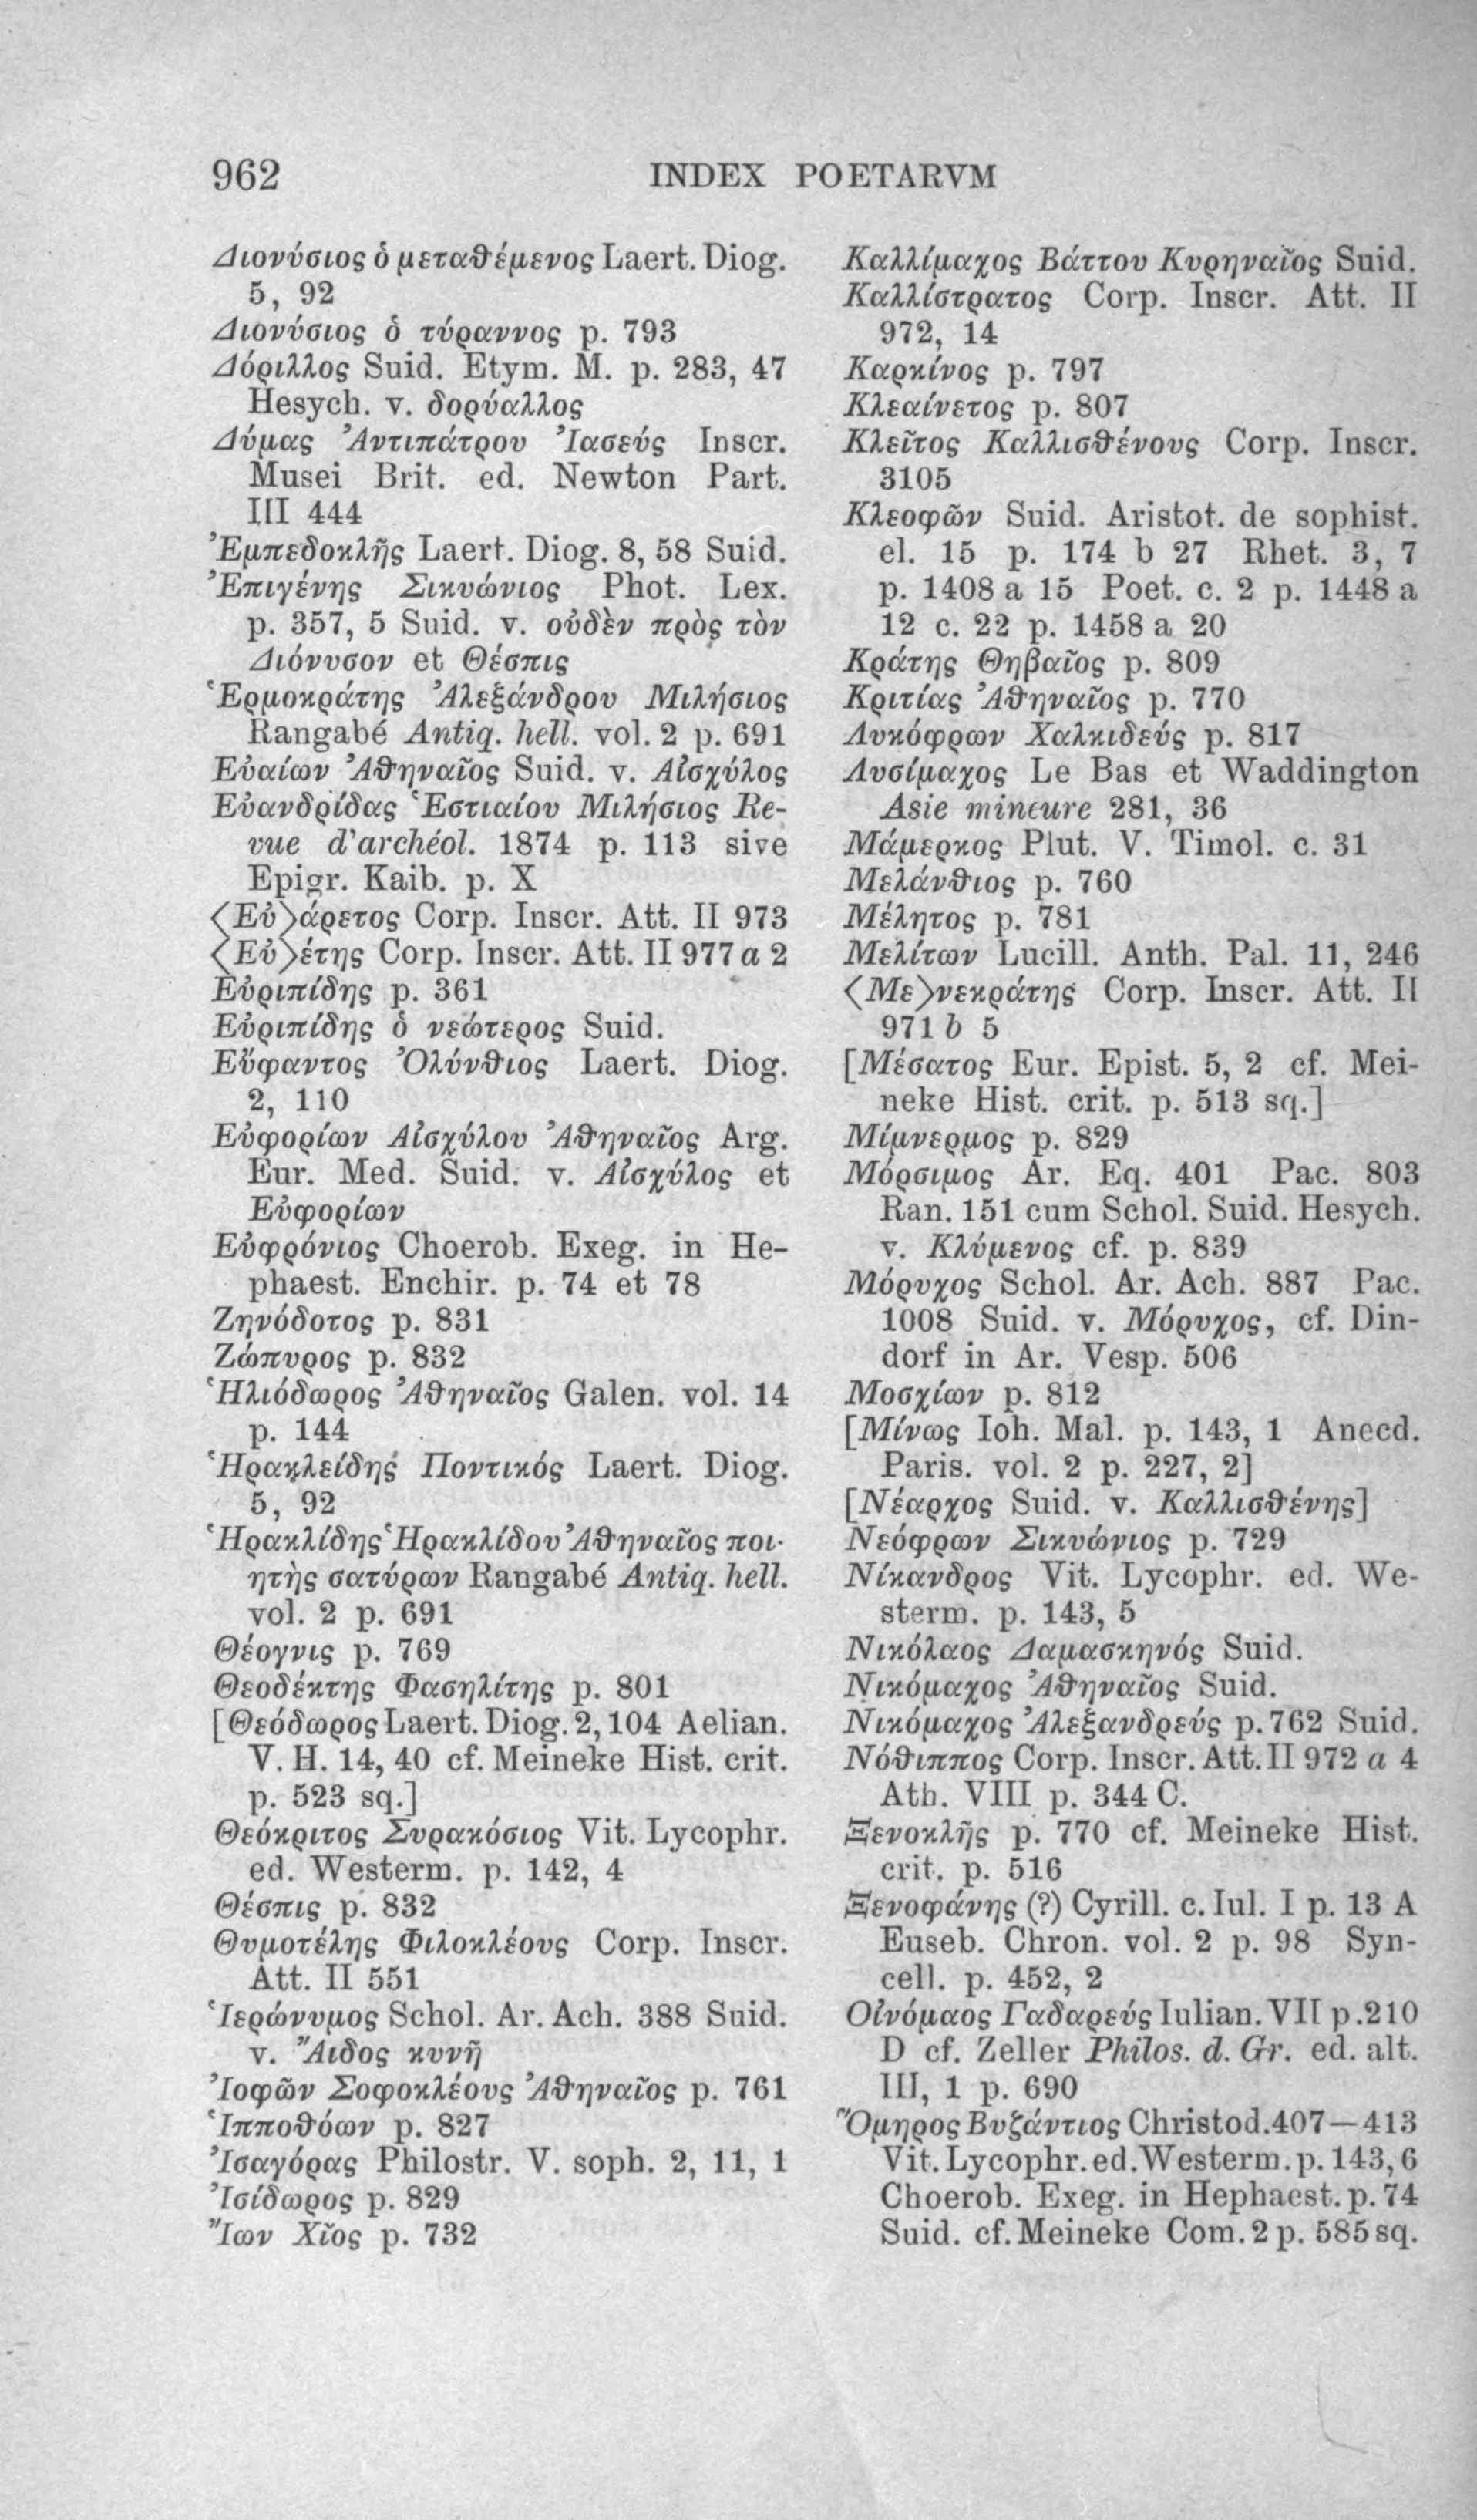 962
INDEX POETARVM
Διονύσιος ὁ μεταθέμενος Laert. Diog.
5, 92
Διονύσιος ὁ τύραννος p. 793
Δόριλλος Suid. Etym. M. p. 283, 47
Hesych. v. δορύαλλος
Δύμας Ἀντιπάτρου Ἰασεύς Inscr.
Musei Brit. ed. Newton Part.
III 444
Ἐμπεδοκλῆς Laert. Diog. 8, 58 Suid.
Ἐπιγένης Σικυώνιος Phot. Lex.
p. 357, 5 Suid. v. οὐδὲν πρὸς τὸν
Διόνυσον et Θέσπις
Ἑρμοκράτης Ἀλεξάνδρου Μιλήσιος
Rangabé Antiq. hell. vol. 2 p. 691
Εὐαίων Ἀθηναῖος Suid. v. Αἰσχύλος
Εὐανδρίδας Ἑστιαίου Μιλήσιος Re-
vue d'archéol. 1874 p. 113 sive
Epigr. Kaib. p. X
〈Εὐ〉άρετος Corp. Inscr. Att. II 973
〈Εὐ〉έτης Corp. Inscr. Att. II 977 a 2
Εὐριπίδης p. 361
Εὐριπίδης ὁ νεώτερος Suid.
Εὔφαντος Ὀλύνθιος Laert. Diog.
2, 110
Εὐφορίων Αἰσχύλου Ἀθηναῖος Arg.
Eur. Med. Suid. v. Αἰσχύλος et
Εὐφορίων
Εὐφρόνιος Choerob. Exeg. in He-
phaest. Enchir. p. 74 et 78
Ζηνόδοτος p. 831
Ζώπυρος p. 832
Ἡλιόδωρος Ἀθηναῖος Galen. vol. 14
p. 144
Ἡρακλείδης Ποντικός Laert. Diog.
5, 92
Ἡρακλίδης Ἡρακλίδου Ἀθηναῖος ποι-
ητὴς σατύρων Rangabé Antiq. hell.
vol. 2 p. 691
Θέογνις p. 769
Θεοδέκτης Φασηλίτης p. 801
[Θεόδωρος Laert. Diog. 2, 104 Aelian.
V. H. 14, 40 cf. Meineke Hist. crit.
p. 523 sq.]
Θεόκριτος Συρακόσιος Vit. Lycophr.
ed. Westerm. p. 142, 4
Θέσπις p. 832
Θυμοτέλης Φιλοκλέους Corp. Inscr.
Att. II 551
Ἱερώνυμος Schol. Ar. Ach. 388 Suid.
v. Ἄιδος κυνῆ
Ἰοφῶν Σοφοκλέους Ἀθηναῖος p. 761
Ἱπποθόων p. 827
Ἰσαγόρας Philostr. V. soph. 2, 11, 1
Ἰσίδωρος p. 829
Ἴων Χῖος p. 732
Καλλίμαχος Βάττου Κυρηναῖος Suid.
Καλλίστρατος Corp. Inscr. Att. II
972, 14
Καρκίνος p. 797
Κλεαίνετος p. 807
Κλεῖτος Καλλισθένους Corp. Inscr.
3105
Κλεοφῶν Suid. Aristot. de sophist.
el. 15 p. 174 b 27 Rhet. 3, 7
p. 1408 a 15 Poet. c. 2 p. 1448 a
12 c. 22 p. 1458 a 20
Κράτης Θηβαῖος p. 809
Κριτίας Ἀθηναῖος p. 770
Λυκόφρων Χαλκιδεύς p. 817
Λυσίμαχος Le Bas et Waddington
Asie mineure 281, 36
Μάμερκος Plut. V. Timol. c. 31
Μελάνθιος p. 760
Μέλητος p. 781
Μελίτων Lucill. Anth. Pal. 11, 246
〈Με〉νεκράτης Corp. Inscr. Att. II
971 b 5
[Μέσατος Eur. Epist. 5, 2 cf. Mei-
neke Hist. crit. p. 513 sq.]
Μίμνερμος p. 829
Μόρσιμος Ar. Eq. 401 Pac. 803
Ran. 151 cum Schol. Suid. Hesych.
v. Κλύμενος cf. p. 839
Μόρυχος Schol. Ar. Ach. 887 Pac.
1008 Suid. v. Μόρυχος, cf. Din-
dorf in Ar. Vesp. 506
Μοσχίων p. 812
[Μίνως Ioh. Mal. p. 143, 1 Anecd.
Paris. vol. 2 p. 227, 2]
[Νέαρχος Suid. v. Καλλισθένης]
Νεόφρων Σικυώνιος p. 729
Νίκανδρος Vit. Lycophr. ed. We-
sterm. p. 143, 5
Νικόλαος Δαμασκηνός Suid.
Νικόμαχος Ἀθηναῖος Suid.
Νικόμαχος Ἀλεξανδρεύς p. 762 Suid.
Νόθιππος Corp. Inscr. Att. II 972 a 4
Ath. VIII p. 344 C.
Ξενοκλῆς p. 770 cf. Meineke Hist.
crit. p. 516
Ξενοφάνης (?) Cyrill. c. Iul. I p. 13 A
Euseb. Chron. vol. 2 p. 98 Syn-
cell. p. 452, 2
Οἰνόμαος Γαδαρεύς Iulian. VII p. 210
D cf. Zeller Philos. d. Gr. ed. alt.
III, 1 p. 690
Ὅμηρος Βυζάντιος Christod. 407—413
Vit. Lycophr. ed. Westerm. p. 143, 6
Choerob. Exeg. in Hephaest. p. 74
Suid. cf. Meineke Com. 2 p. 585 sq.